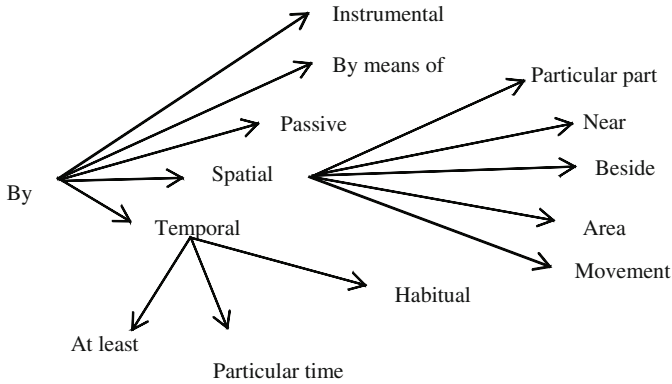 Instrumental
By means of
Particular part
Passive
Near
Spatial
Beside
By
Temporal
Area
Movement
Habitual
At least
Particular time